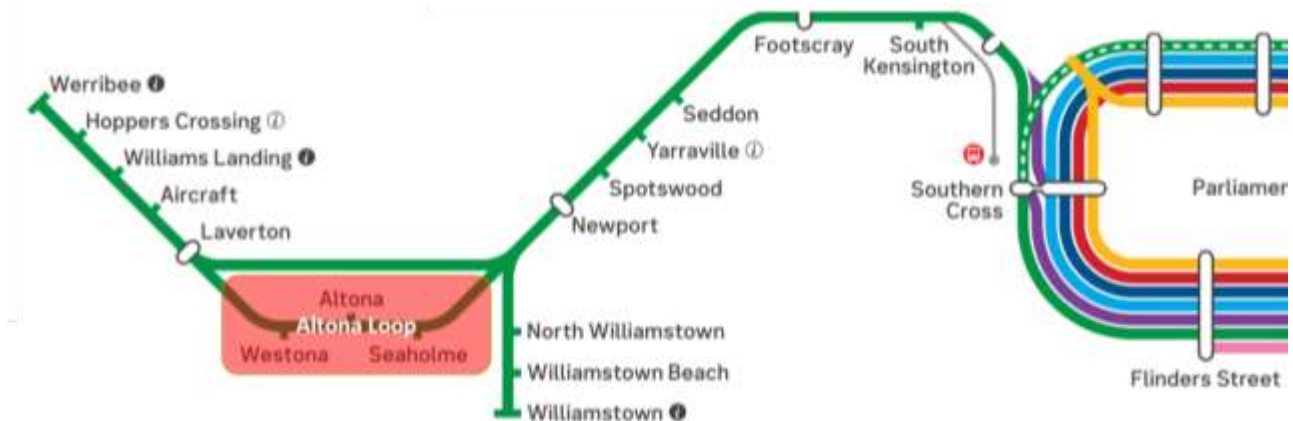 Werribee
Hoppers Crossing
Williams Landing
Aircraft
Laverton
Altona
Altona Loop
Westona
Seaholme
North Williamstown
Williamstown Beach
Williamstown
Newport
Spotswood
Yarraville
Seddon
Footscray
South
Kensington
Southern
Cross
Parliamen
Flinders Street